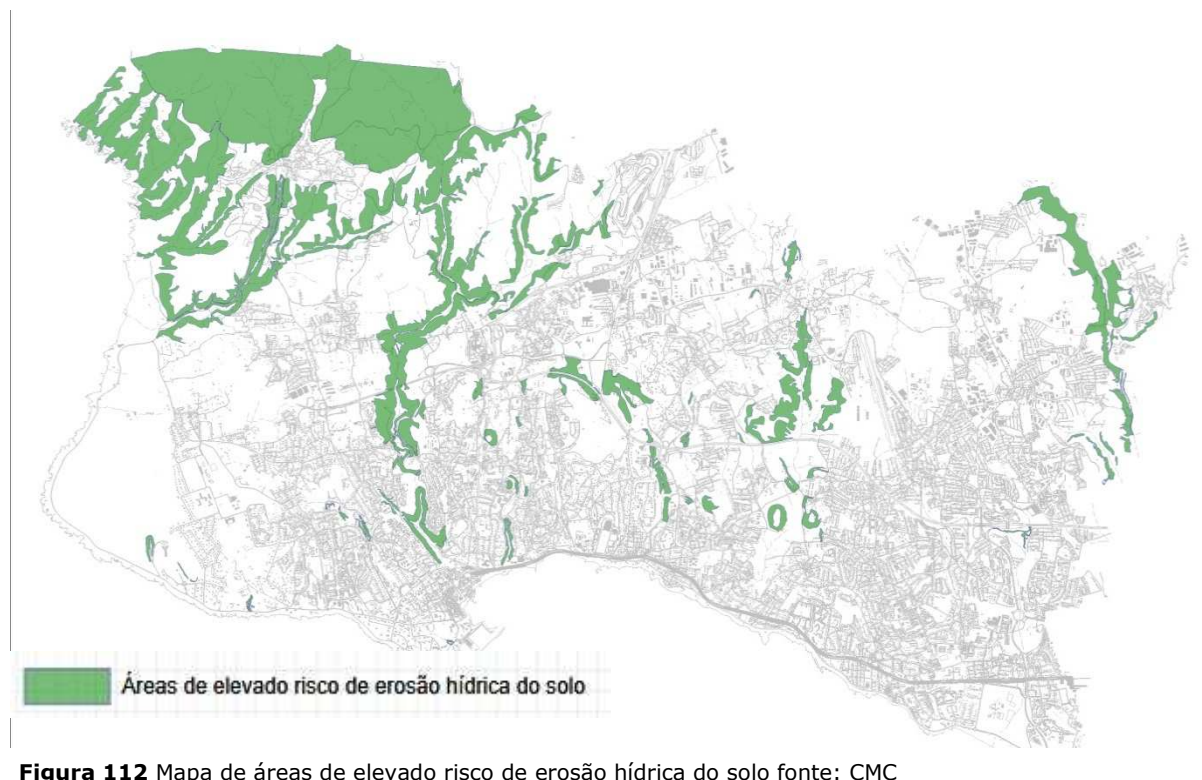 Áreas de elevado risco de erosão hídrica do solo
Figura 112 Mapa de áreas de elevado risco de erosão hídrica do solo fonte: CMC